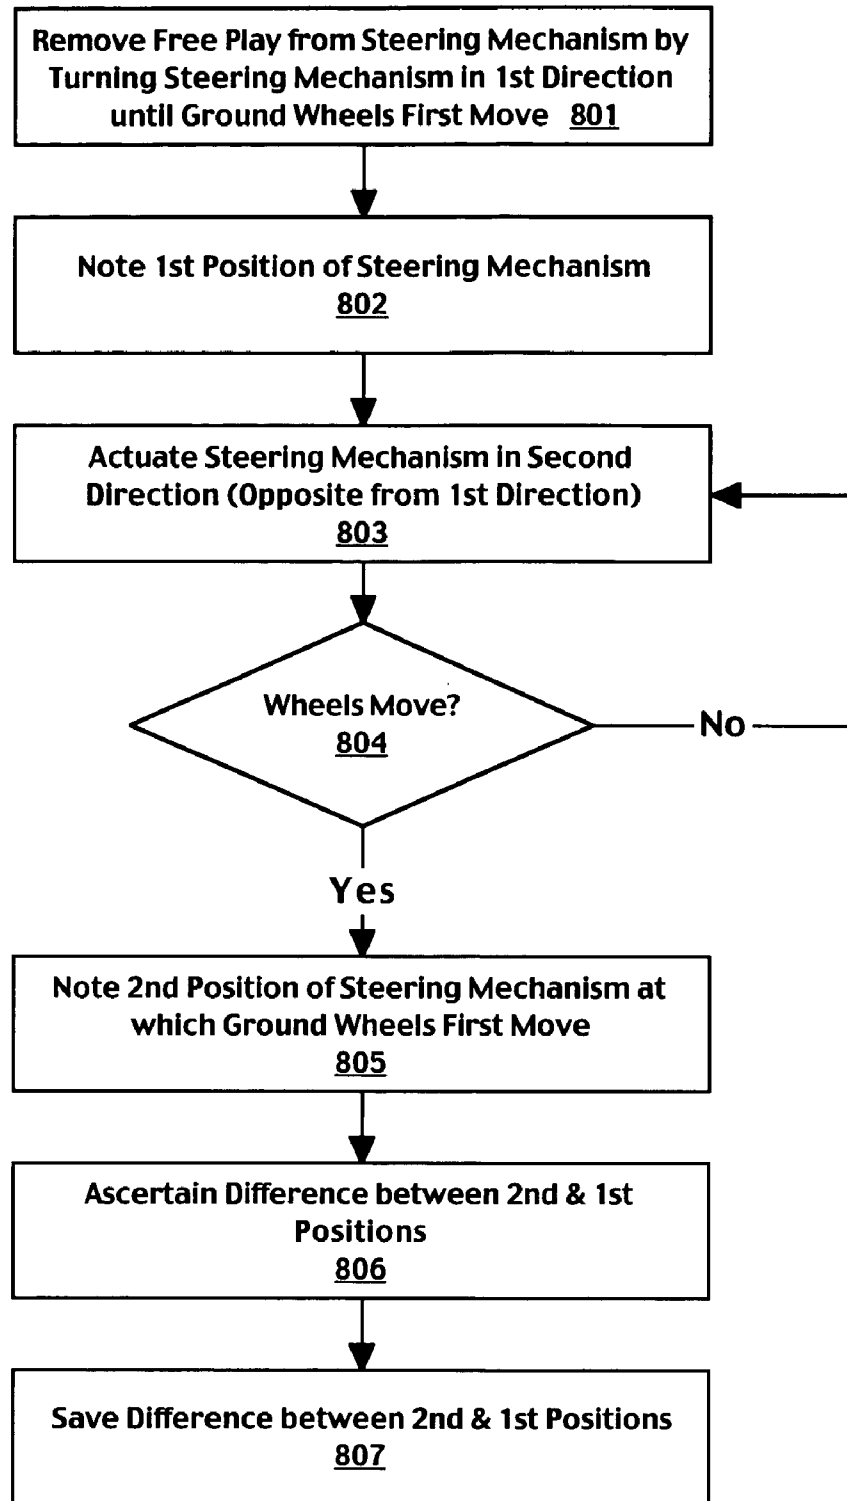 Remove Free Play from Steering Mechanism by
Turning Steering Mechanism in 1st Direction
until Ground Wheels First Move 801
Note 1st Position of Steering Mechanism
802
Actuate Steering Mechanism in Second
Direction (Opposite from 1st Direction)
803
Wheels Move?
804
No
Yes
Note 2nd Position of Steering Mechanism at
which Ground Wheels First Move
805
Ascertain Difference between 2nd & 1st
Positions
806
Save Difference between 2nd & 1st Positions
807